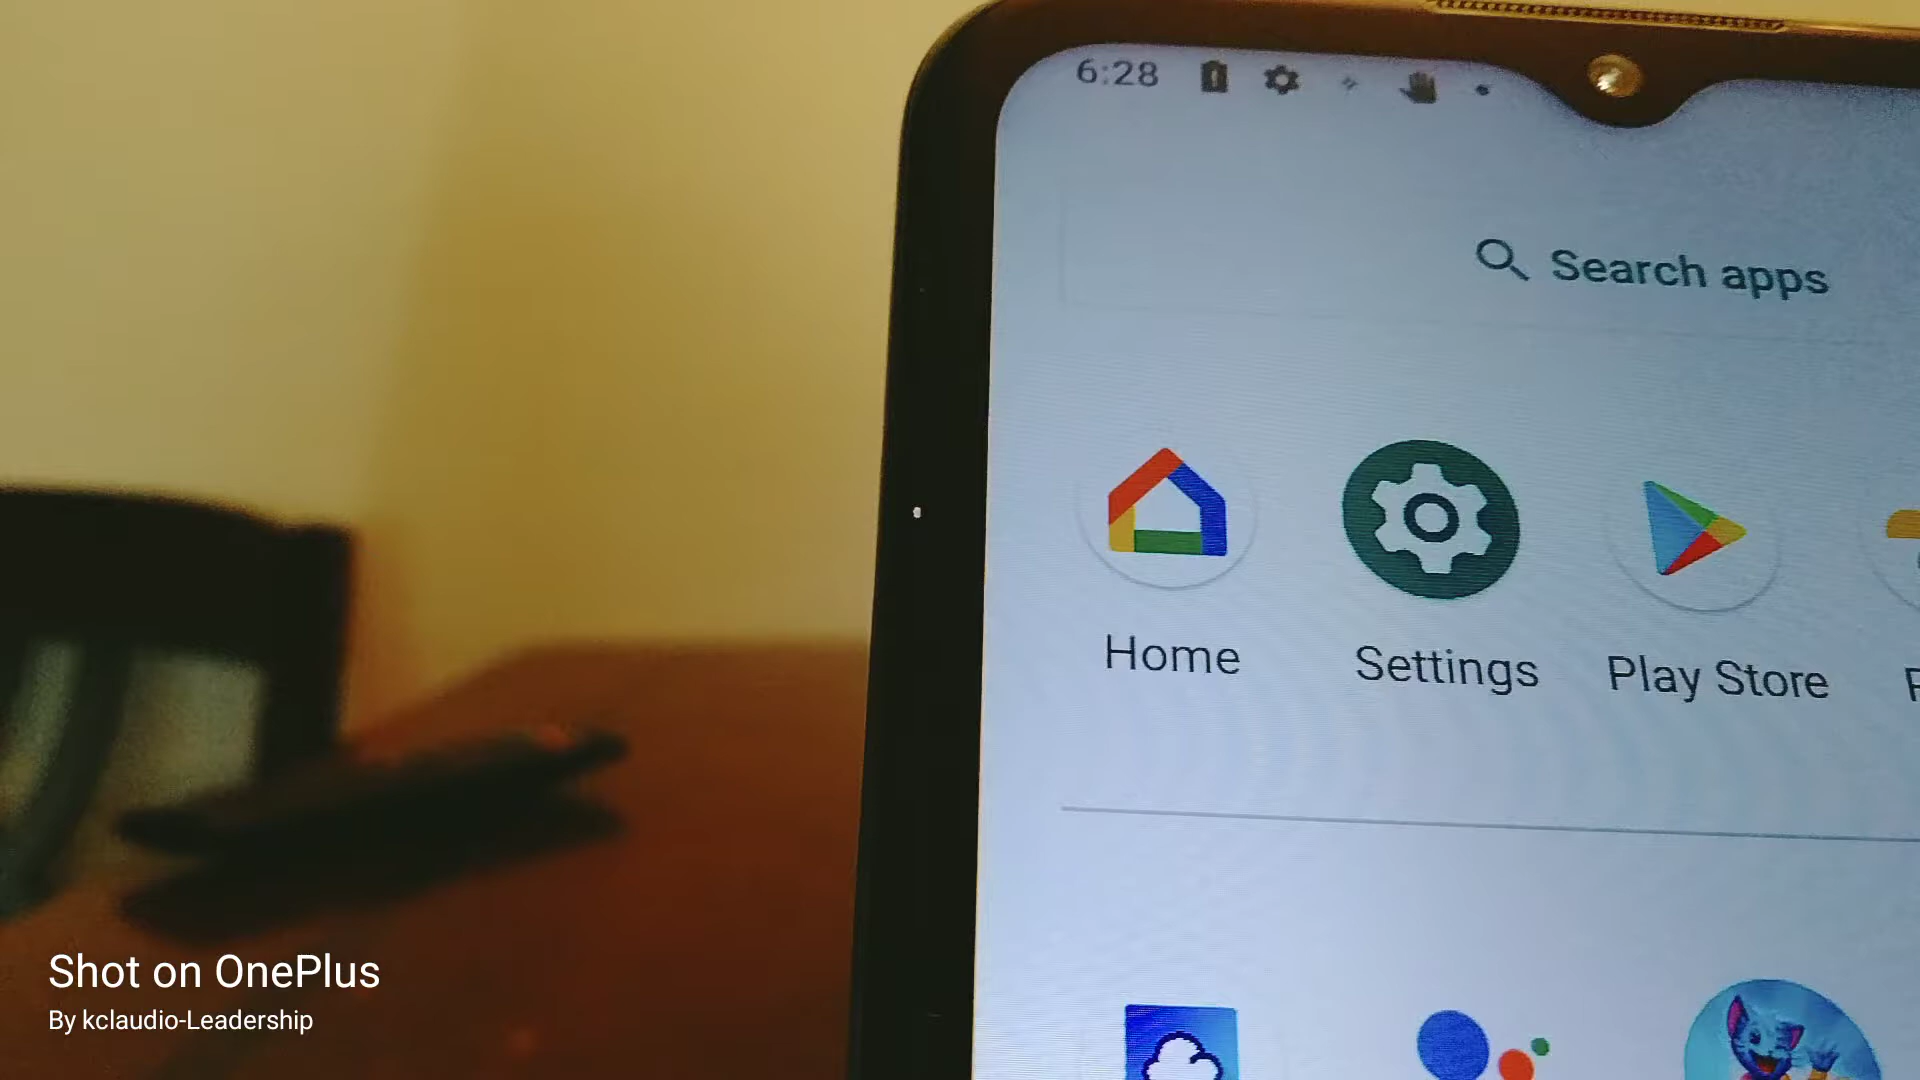 6:28
Search apps
Home
Settings
Play Store
Shot on OnePlus
By kclaudio-Leadership